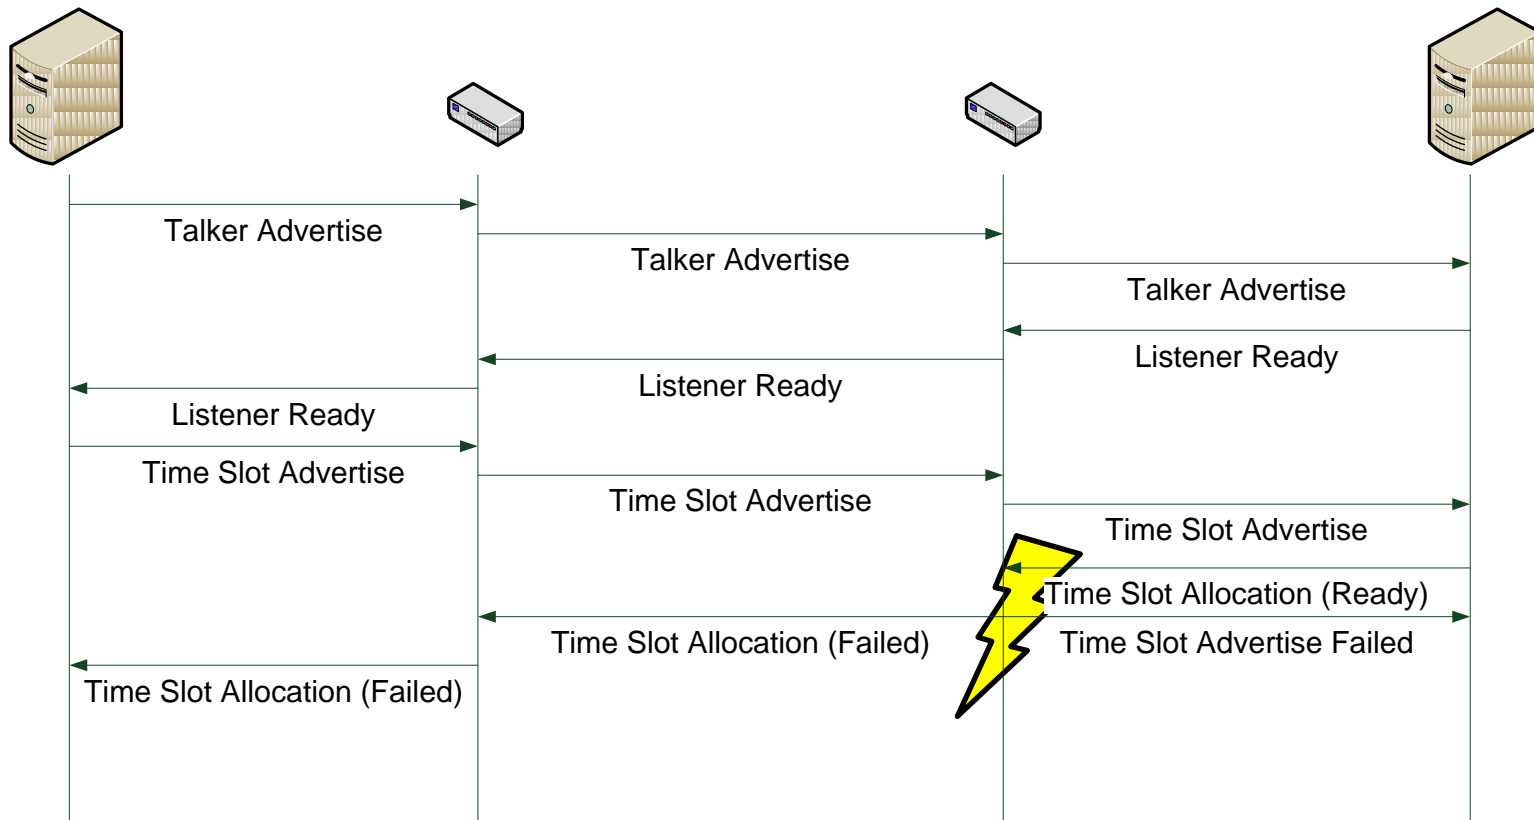 Talker Advertise
Talker Advertise
Talker Advertise
Listener Ready
Listener Ready
Listener Ready
Time Slot Advertise
Time Slot Advertise
Time Slot Advertise
Time Slot Allocation (Ready)
Time Slot Allocation (Failed)
Time Slot Advertise Failed
Time Slot Allocation (Failed)